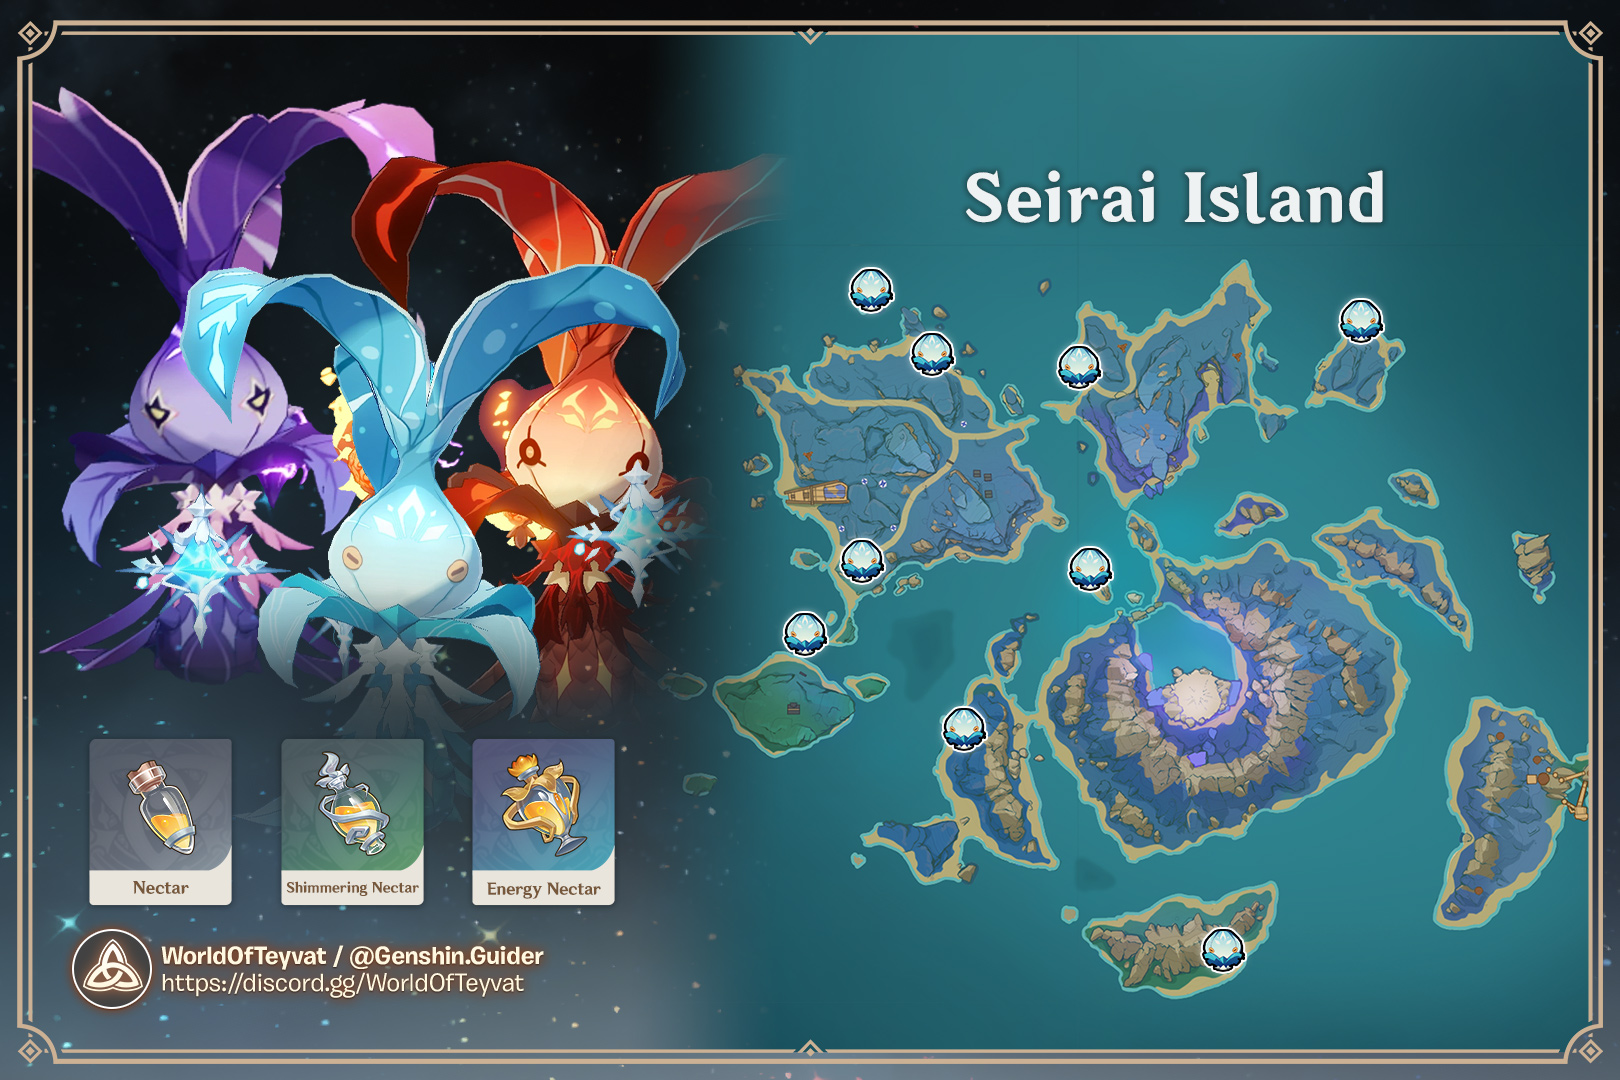 Seirai Island
Nectar
Shimmering Nectar
Energy Nectar
WorldOfTeyvat / @Genshin.Guider
https://discord.gg/WorldOfTeyvat